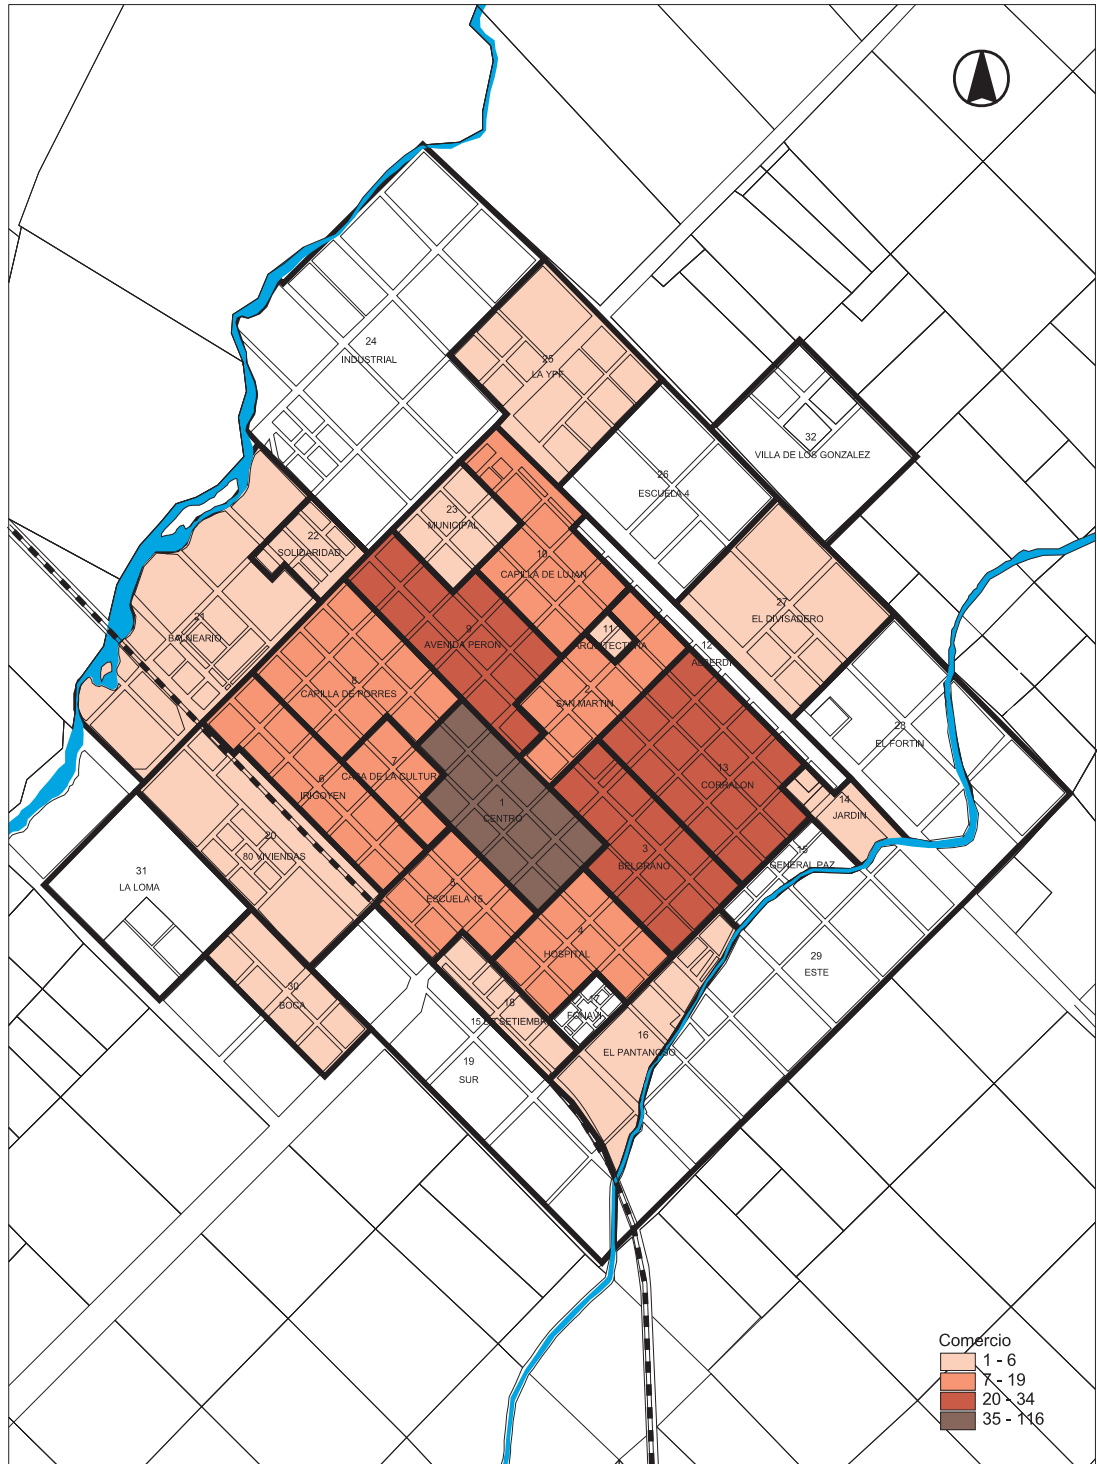 24
INDUSTRIAL
25
LA YPF
32
VILLA DE LOS GONZALEZ
26
ESCUELA 4
23
MUNICIPAL
22
SOLIDARIDAD
10
CAPILLA DE LUJAN
27
EL DIVISADERO
21
BALNEARIO
9
AVENIDA PERON
11
ARQUITECTURA
12
ALBERDI
8
CAPILLA DE PORRES
2
SAN MARTIN
28
EL FORTIN
7
CASA DE LA CULTURA
6
IRIGOYEN
13
CORRALON
1
CENTRO
14
JARDIN
20
80 VIVIENDAS
3
BELGRANO
15
GENERAL PAZ
31
LA LOMA
5
ESCUELA 15
4
HOSPITAL
29
ESTE
30
BOCA
18
15 DE SETIEMBRE
FONAVI
16
EL PANTANOSO
19
SUR
Comercio
1 - 6
7 - 19
20 - 34
35 - 116